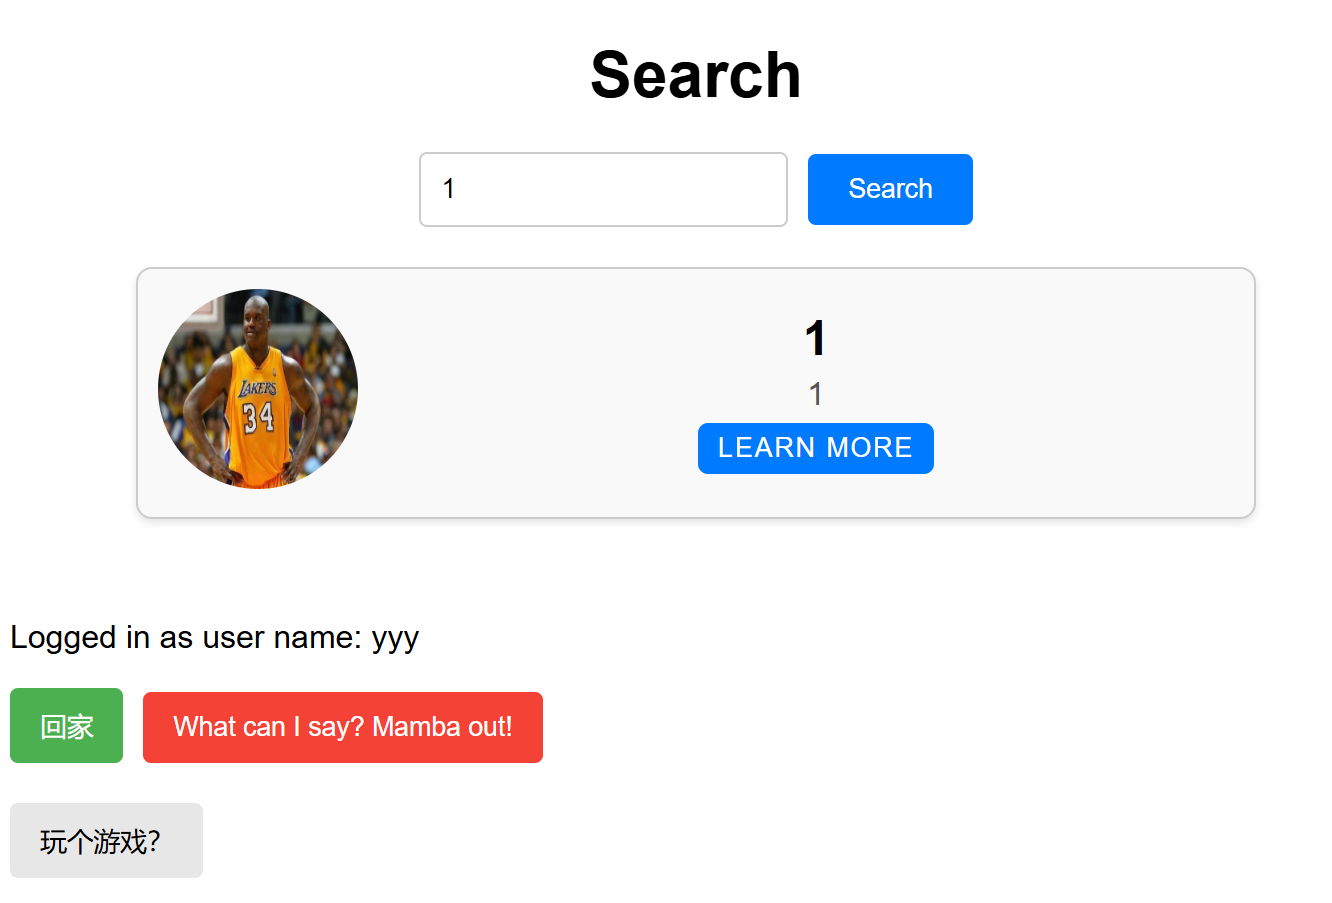 Search
1
Search
LAKERS
34
1
1
LEARN MORE
Logged in as user name: yyy
回家
What can I say? Mamba out!
玩个游戏?